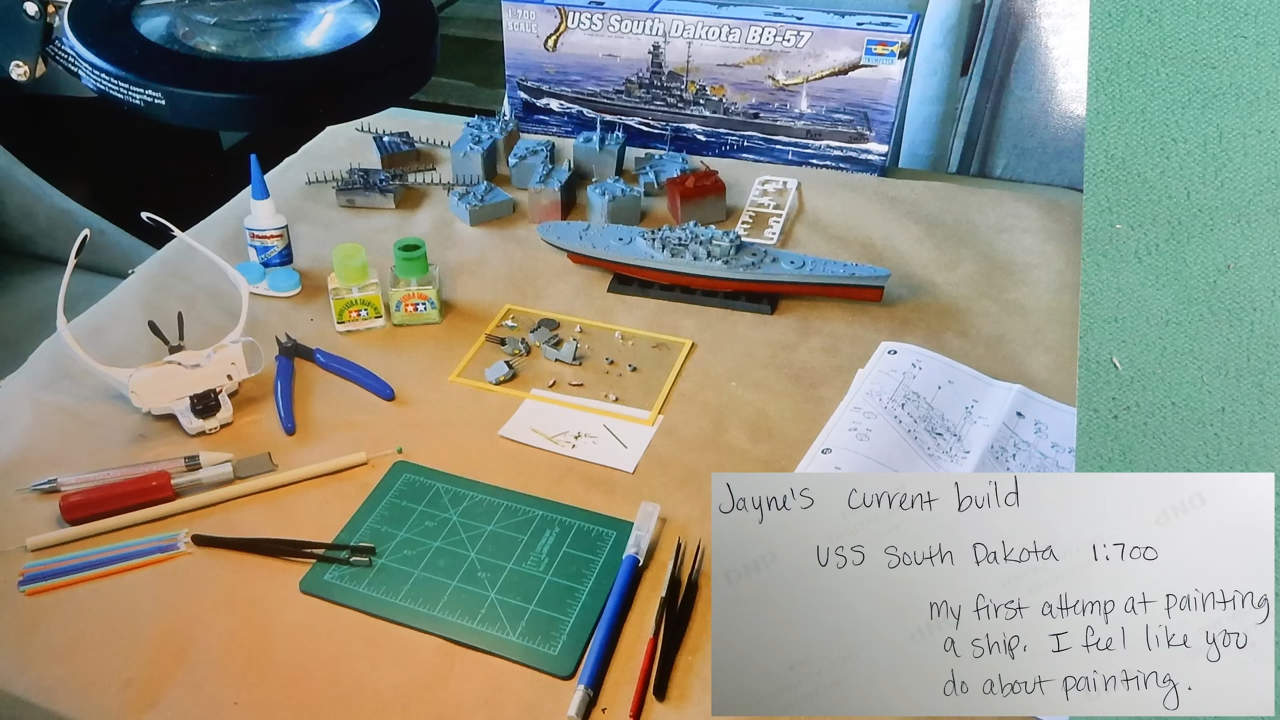 1:700
SCALE
USS South Dakota BB-57
TRUMPETER
Jayne's current build
USS South Dakota 1:700
my first attemp at painting
a ship. I feel like you
do about painting.